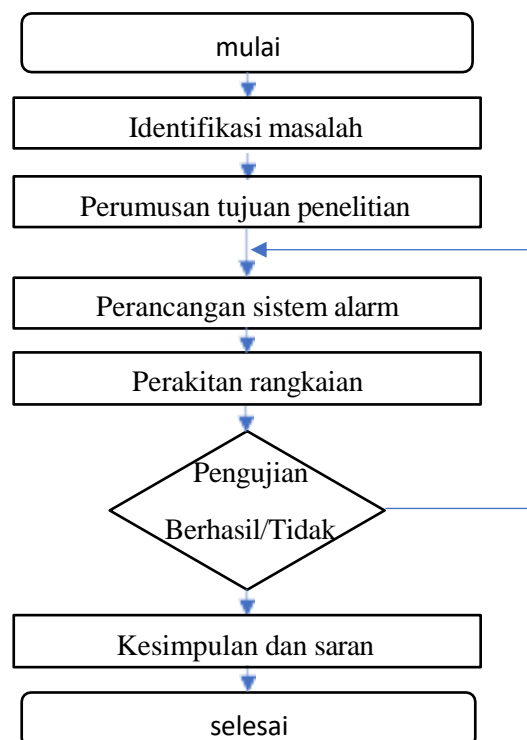 mulai
Identifikasi masalah
Perumusan tujuan penelitian
Perancangan sistem alarm
Perakitan rangkaian
Pengujian
Berhasil/Tidak
Kesimpulan dan saran
selesai